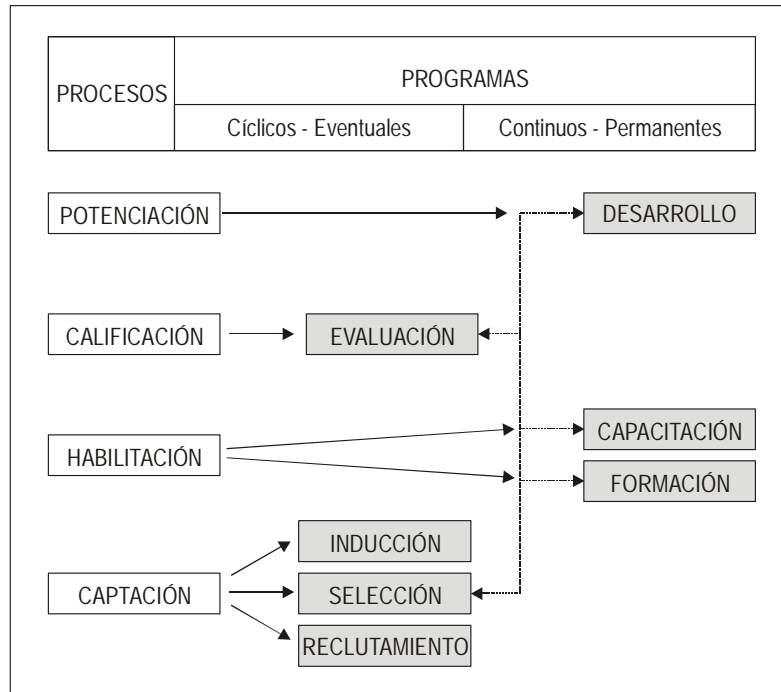 PROCESOS
PROGRAMAS
Cíclicos - Eventuales
Continuos - Permanentes
POTENCIACIÓN
DESARROLLO
CALIFICACIÓN
EVALUACIÓN
HABILITACIÓN
CAPACITACIÓN
FORMACIÓN
CAPTACIÓN
INDUCCIÓN
SELECCIÓN
RECLUTAMIENTO